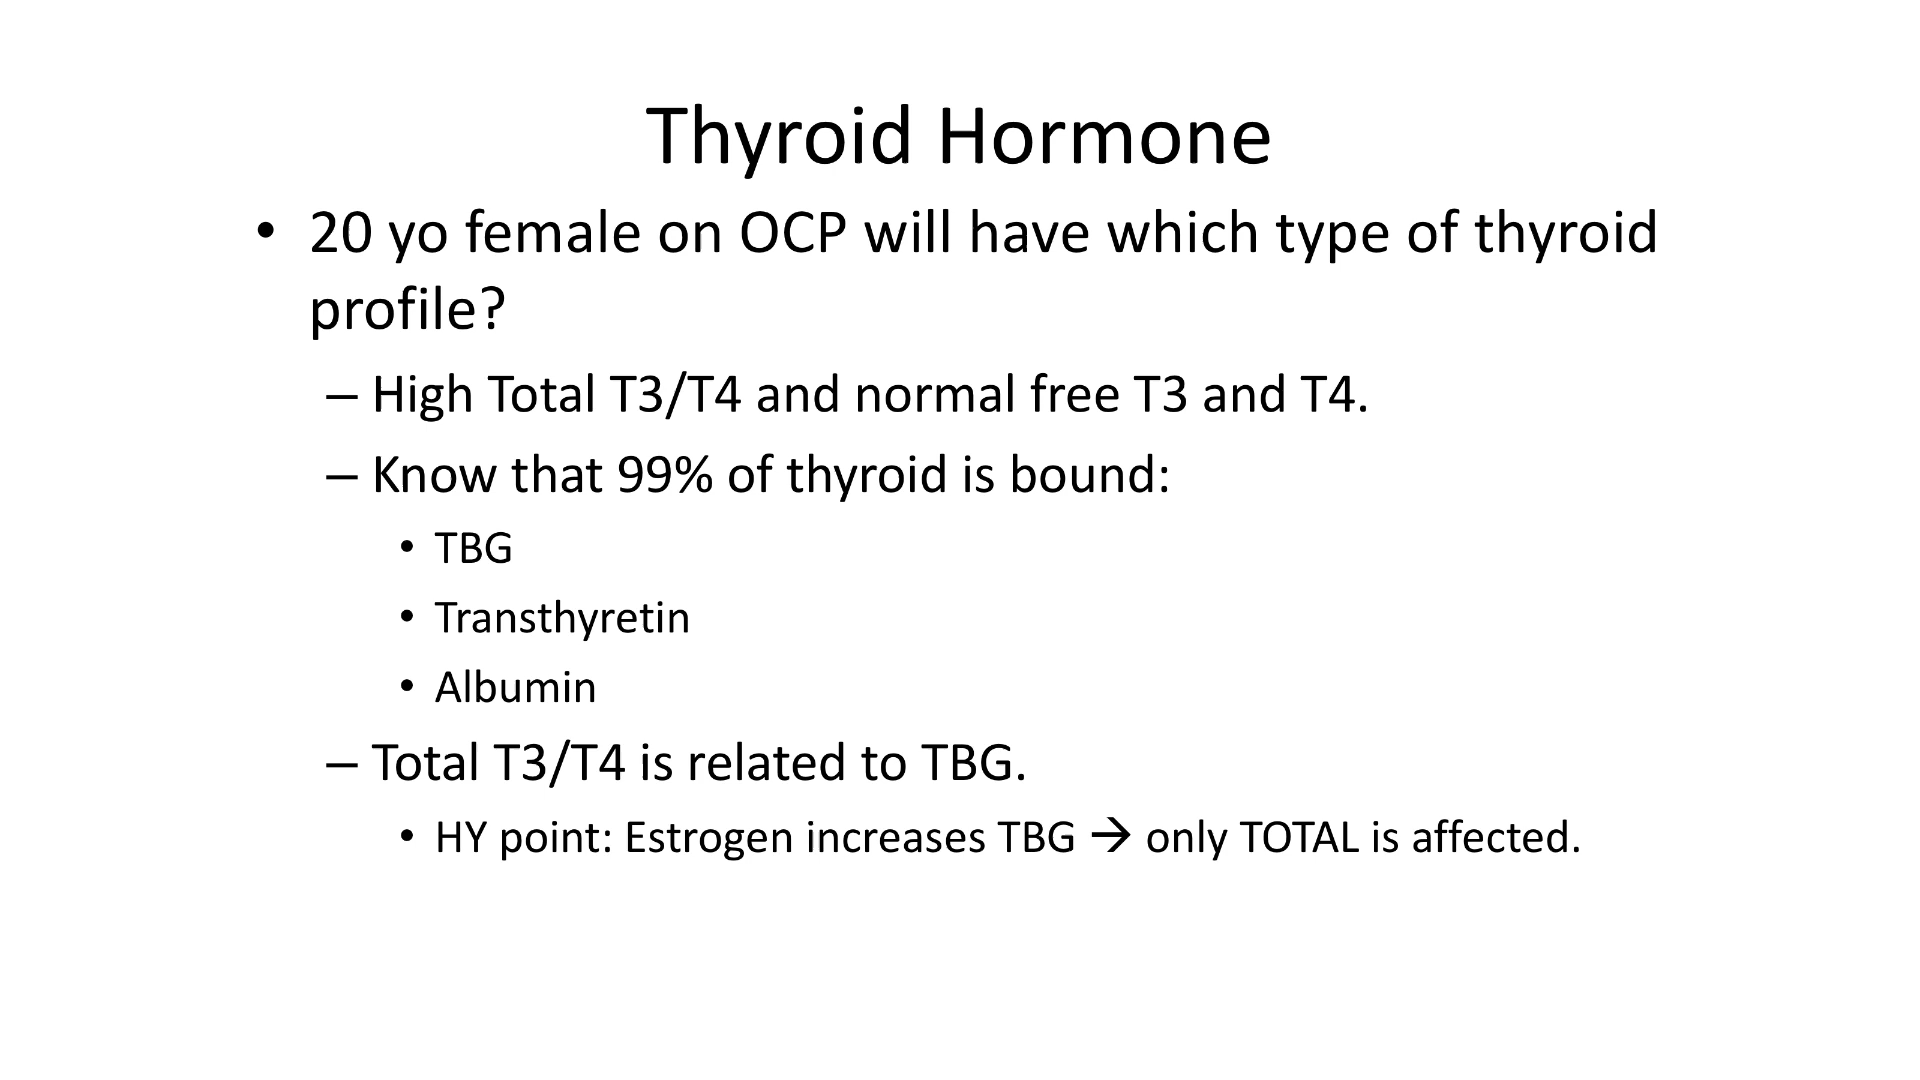 Thyroid Hormone
• 20 yo female on OCP will have which type of thyroid
profile?
– High Total T3/T4 and normal free T3 and T4.
– Know that 99% of thyroid is bound:
• TBG
• Transthyretin
• Albumin
– Total T3/T4 is related to TBG.
• HY point: Estrogen increases TBG → only TOTAL is affected.